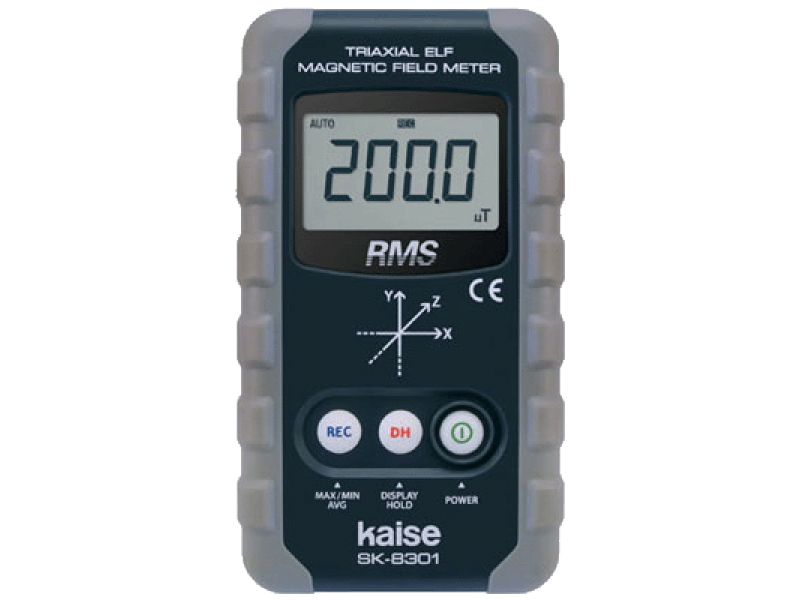 TRIAXIAL ELF
MAGNETIC FIELD METER
AUTO REC
200.0
µT
RMS
CE
Y
Z
X
REC DH
MAX/MIN AVG
DISPLAY HOLD
POWER
kaise
SK-8301